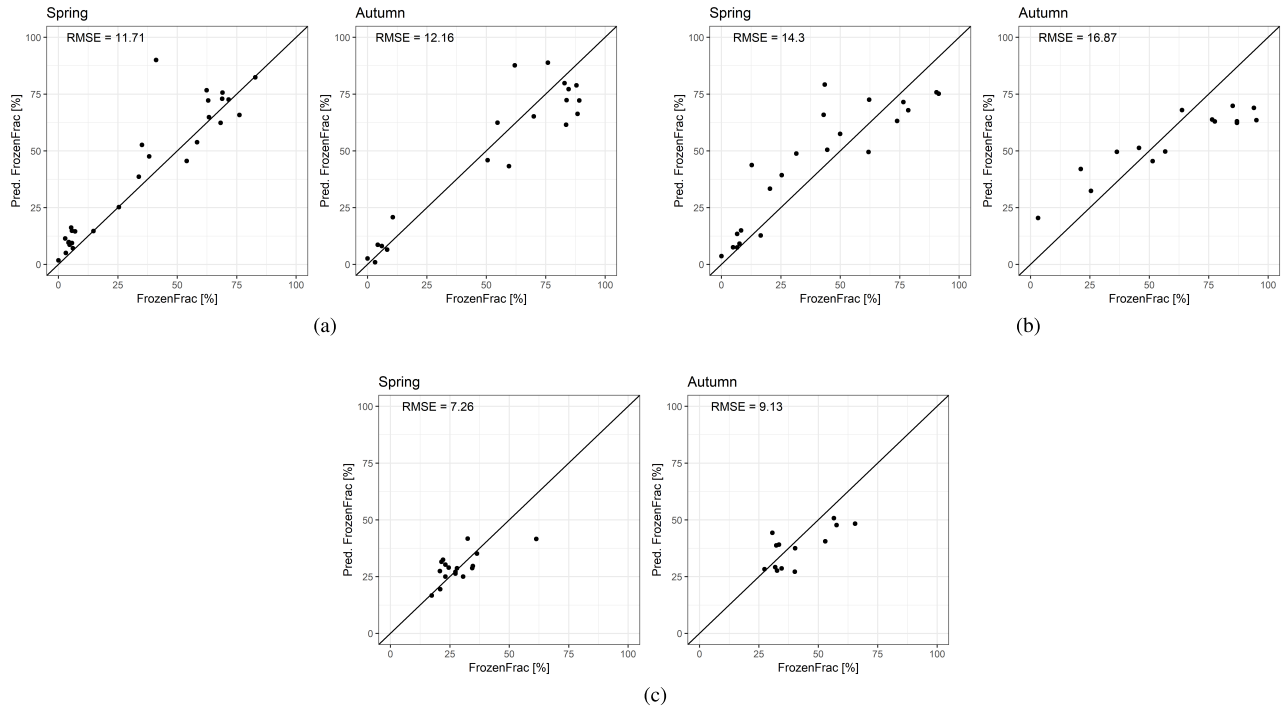 Spring
RMSE = 11.71
100
75
50
25
0
Pred. FrozenFrac [%]
0 25 50 75 100
FrozenFrac [%]
Autumn
RMSE = 12.16
100
75
50
25
0
Pred. FrozenFrac [%]
0 25 50 75 100
FrozenFrac [%]
(a)
Spring
RMSE = 14.3
100
75
50
25
0
Pred. FrozenFrac [%]
0 25 50 75 100
FrozenFrac [%]
Autumn
RMSE = 16.87
100
75
50
25
0
Pred. FrozenFrac [%]
0 25 50 75 100
FrozenFrac [%]
(b)
Spring
RMSE = 7.26
100
75
50
25
0
Pred. FrozenFrac [%]
0 25 50 75 100
FrozenFrac [%]
Autumn
RMSE = 9.13
100
75
50
25
0
Pred. FrozenFrac [%]
0 25 50 75 100
FrozenFrac [%]
(c)